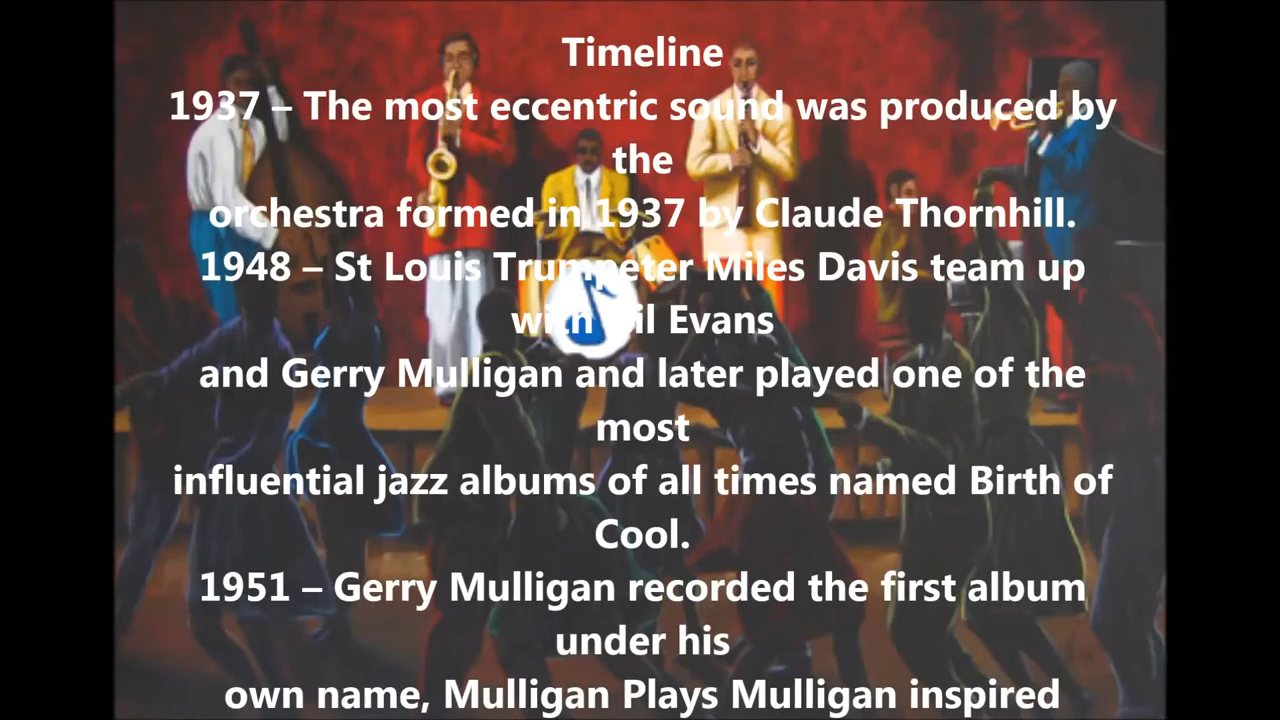 Timeline
1937 – The most eccentric sound was produced by
the
orchestra formed in 1937 by Claude Thornhill.
1948 – St Louis Trumpeter Miles Davis team up
with Gil Evans
and Gerry Mulligan and later played one of the
most
influential jazz albums of all times named Birth of
Cool.
1951 – Gerry Mulligan recorded the first album
under his
own name, Mulligan Plays Mulligan inspired